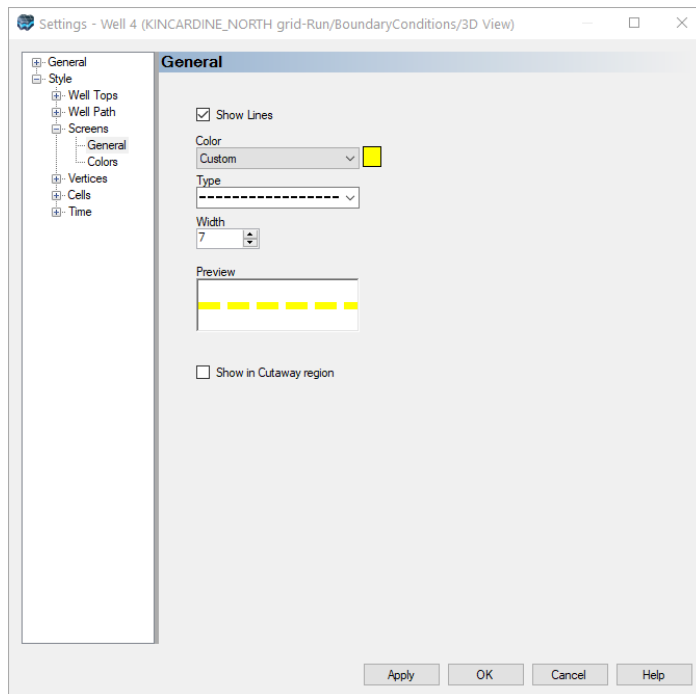 Settings - Well 4 (KINCARDINE_NORTH grid-Run/BoundaryConditions/3D View)
General
Style
Well Tops
Well Path
Screens
General
Colors
Vertices
Cells
Time
General
Show Lines
Color
Custom
Type
Width
7
Preview
Show in Cutaway region
Apply
OK
Cancel
Help